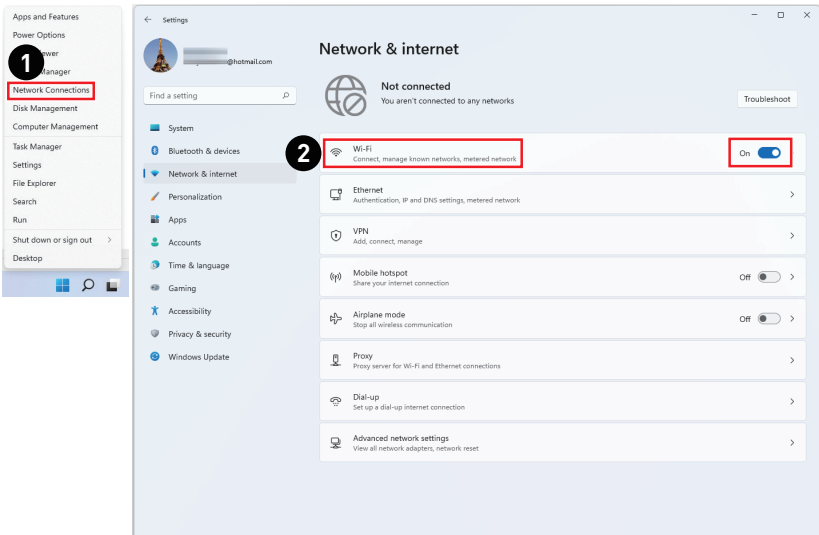 Apps and Features
Power Options
ewer
1
Manager
Network Connections
Disk Management
Computer Management
Task Manager
Settings
File Explorer
Search
Run
Shut down or sign out
Desktop
Settings
@hotmail.com
Find a setting
System
Bluetooth & devices
Network & internet
Personalization
Apps
Accounts
Time & language
Gaming
Accessibility
Privacy & security
Windows Update
Network & internet
Not connected
You aren't connected to any networks
Troubleshoot
2
Wi-Fi
Connect, manage known networks, metered network
On
Ethernet
Authentication, IP and DNS settings, metered network
VPN
Add, connect, manage
Mobile hotspot
Share your internet connection
Off
Airplane mode
Stop all wireless communication
Off
Proxy
Proxy server for Wi-Fi and Ethernet connections
Dial-up
Set up a dial-up internet connection
Advanced network settings
View all network adapters, network reset